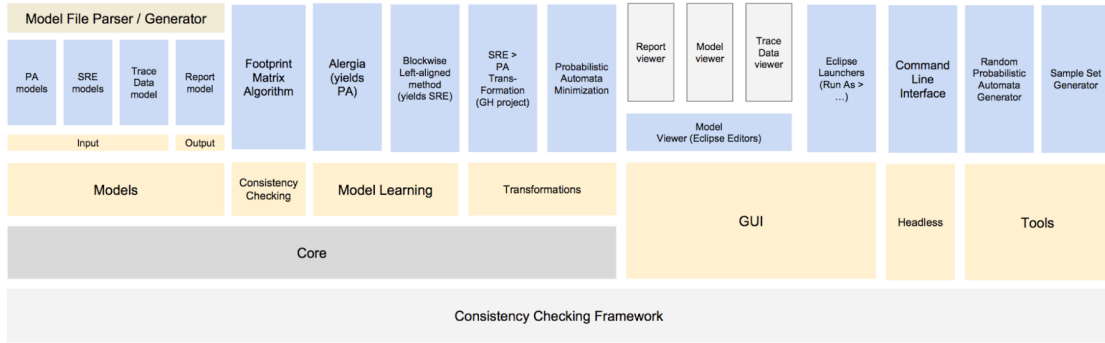 Model File Parser / Generator
PA
models
SRE
models
Trace
Data
model
Report
model
Input
Output
Footprint
Matrix
Algorithm
Alergia
(yields
PA)
Blockwise
Left-aligned
method
(yields SRE)
SRE >
PA
Trans-
Formation
(GH project)
Probabilistic
Automata
Minimization
Report
viewer
Model
viewer
Trace
Data
viewer
Model
Viewer (Eclipse Editors)
Eclipse
Launchers
(Run As >
…)
Command
Line
Interface
Random
Probabilistic
Automata
Generator
Sample Set
Generator
Models
Consistency
Checking
Model Learning
Transformations
GUI
Headless
Tools
Core
Consistency Checking Framework